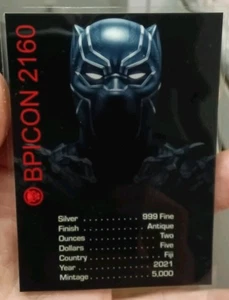 BPICON 2160
Silver . . . . . . . . . . 999 Fine
Finish . . . . . . . . . . Antique
Ounces . . . . . . . . . . Two
Dollars . . . . . . . . . . Five
Country . . . . . . . . . . Fiji
Year . . . . . . . . . . 2021
Mintage . . . . . . . . . . 5,000